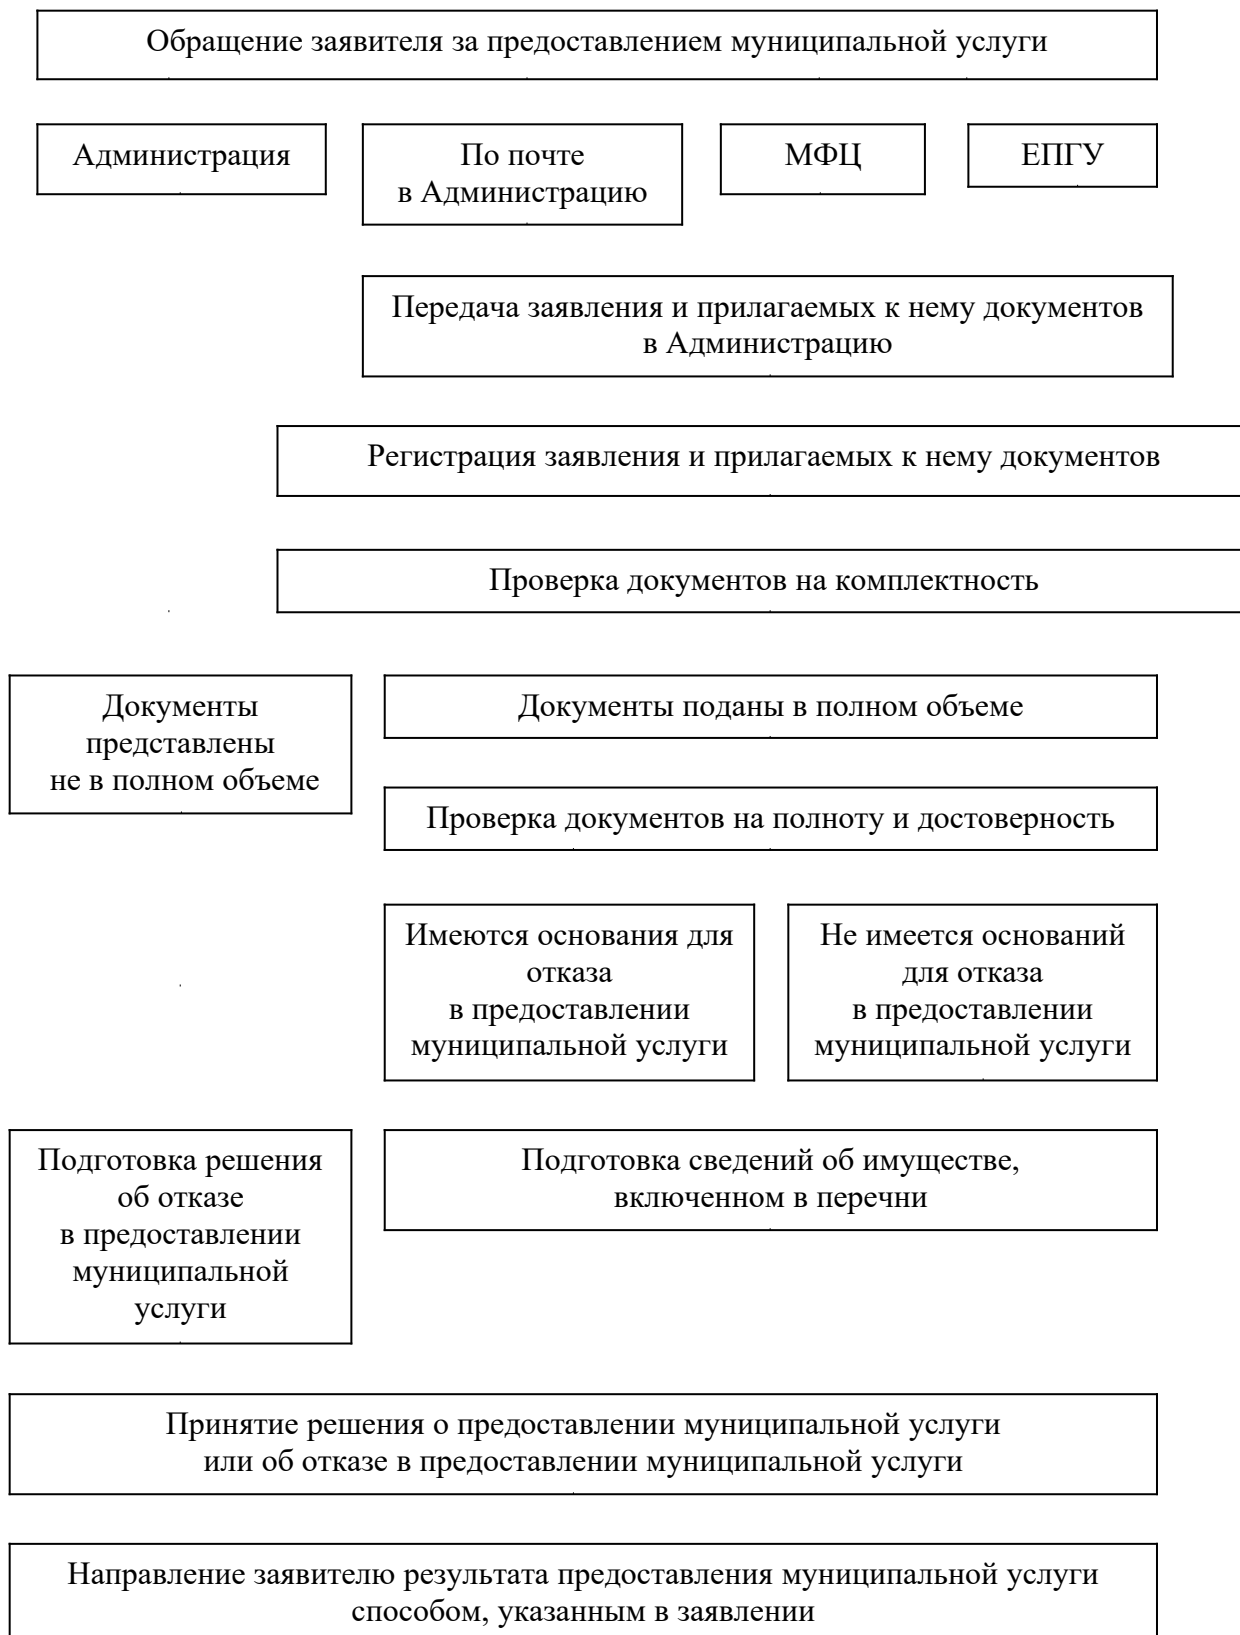 Обращение заявителя за предоставлением муниципальной услуги
Администрация
По почте
в Администрацию
МФЦ
ЕПГУ
Передача заявления и прилагаемых к нему документов
в Администрацию
Регистрация заявления и прилагаемых к нему документов
Проверка документов на комплектность
Документы
представлены
не в полном объеме
Документы поданы в полном объеме
Проверка документов на полноту и достоверность
Имеются основания для
отказа
в предоставлении
муниципальной услуги
Не имеется оснований
для отказа
в предоставлении
муниципальной услуги
Подготовка решения
об отказе
в предоставлении
муниципальной
услуги
Подготовка сведений об имуществе,
включенном в перечни
Принятие решения о предоставлении муниципальной услуги
или об отказе в предоставлении муниципальной услуги
Направление заявителю результата предоставления муниципальной услуги
способом, указанным в заявлении